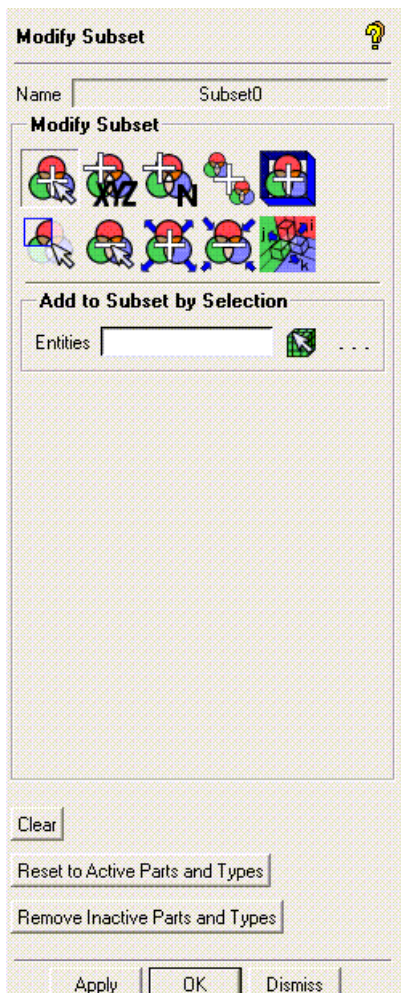 Modify Subset
Name Subset0
Modify Subset
XYZ N
j i
k
Add to Subset by Selection
Entities ...
Clear
Reset to Active Parts and Types
Remove Inactive Parts and Types
Apply OK Dismiss